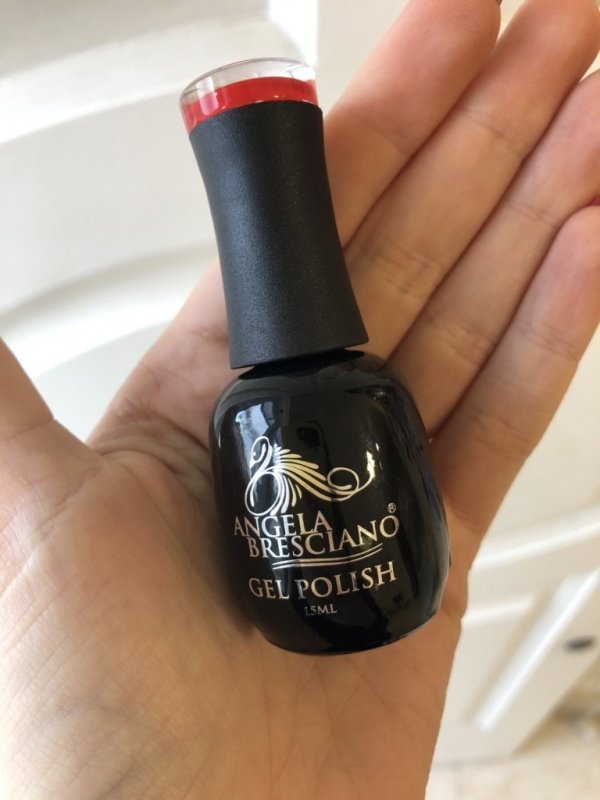 ANGELA
BRESCIANO®
GEL POLISH
15ML